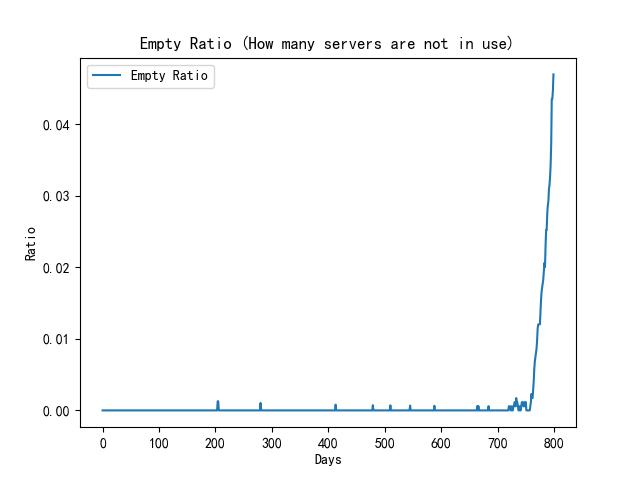 Empty Ratio (How many servers are not in use)
Empty Ratio
0.04
0.03
0.02
0.01
0.00
Ratio
0 100 200 300 400 500 600 700 800
Days